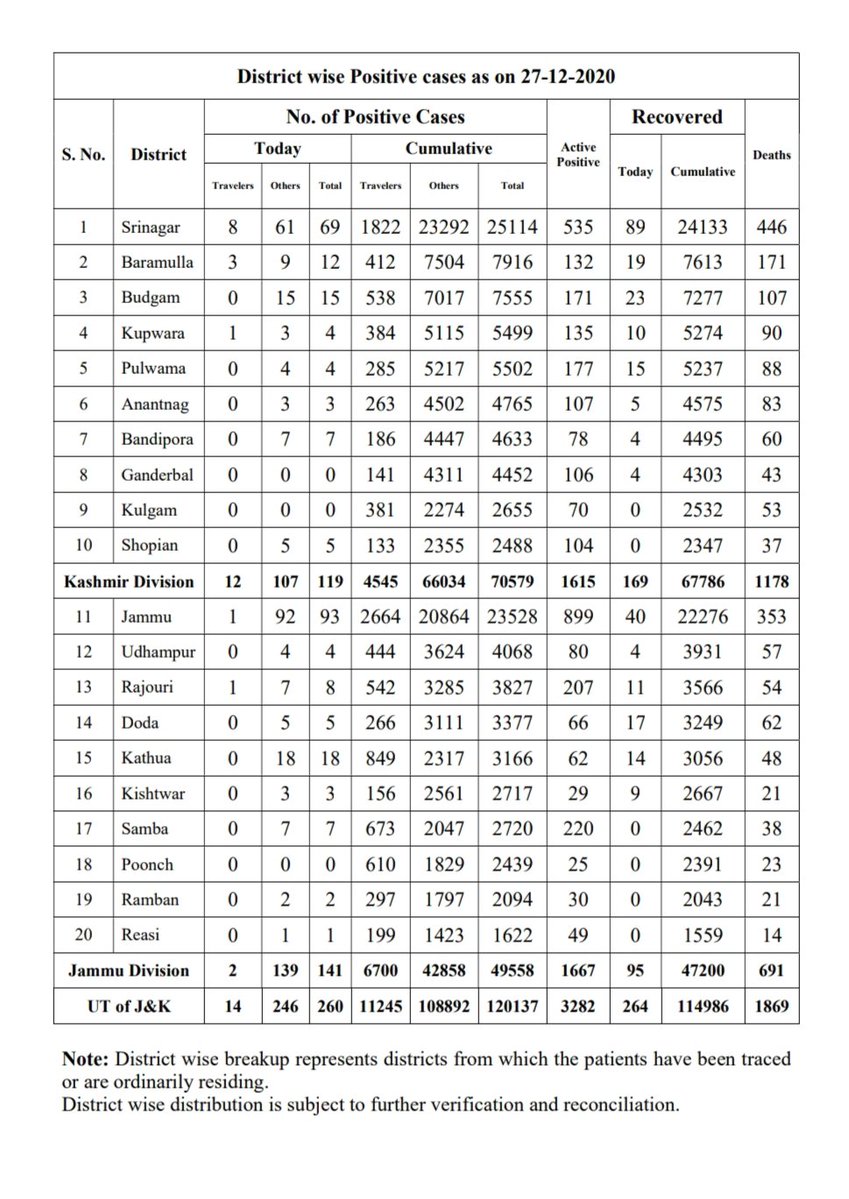 District wise Positive cases as on 27-12-2020
S. No. District No. of Positive Cases Active Positive Recovered Deaths
Today Cumulative Today Cumulative
Travelers Others Total Travelers Others Total
1 Srinagar 8 61 69 1822 23292 25114 535 89 24133 446
2 Baramulla 3 9 12 412 7504 7916 132 19 7613 171
3 Budgam 0 15 15 538 7017 7555 171 23 7277 107
4 Kupwara 1 3 4 384 5115 5499 135 10 5274 90
5 Pulwama 0 4 4 285 5217 5502 177 15 5237 88
6 Anantnag 0 3 3 263 4502 4765 107 5 4575 83
7 Bandipora 0 7 7 186 4447 4633 78 4 4495 60
8 Ganderbal 0 0 0 141 4311 4452 106 4 4303 43
9 Kulgam 0 0 0 381 2274 2655 70 0 2532 53
10 Shopian 0 5 5 133 2355 2488 104 0 2347 37
Kashmir Division 12 107 119 4545 66034 70579 1615 169 67786 1178
11 Jammu 1 92 93 2664 20864 23528 899 40 22276 353
12 Udhampur 0 4 4 444 3624 4068 80 4 3931 57
13 Rajouri 1 7 8 542 3285 3827 207 11 3566 54
14 Doda 0 5 5 266 3111 3377 66 17 3249 62
15 Kathua 0 18 18 849 2317 3166 62 14 3056 48
16 Kishtwar 0 3 3 156 2561 2717 29 9 2667 21
17 Samba 0 7 7 673 2047 2720 220 0 2462 38
18 Poonch 0 0 0 610 1829 2439 25 0 2391 23
19 Ramban 0 2 2 297 1797 2094 30 0 2043 21
20 Reasi 0 1 1 199 1423 1622 49 0 1559 14
Jammu Division 2 139 141 6700 42858 49558 1667 95 47200 691
UT of J&K 14 246 260 11245 108892 120137 3282 264 114986 1869
Note: District wise breakup represents districts from which the patients have been traced
or are ordinarily residing.
District wise distribution is subject to further verification and reconciliation.